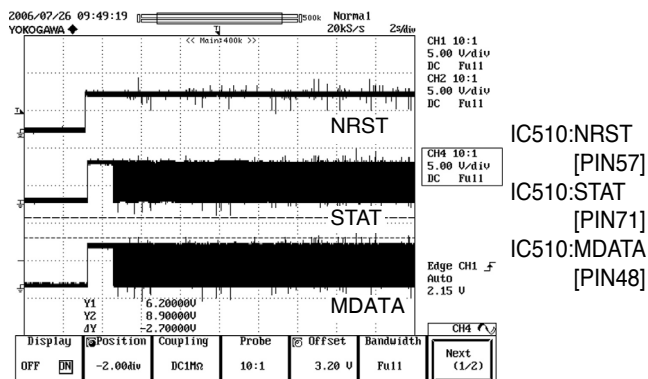 2006/07/26 09:49:19 500k Normal
YOKOGAWA 20kS/s 2s/div
<< Main:400k >>
CH1 10:1
5.00 V/div
DC Full
CH2 10:1
5.00 V/div
DC Full
NRST
CH4 10:1
5.00 V/div
DC Full
STAT
Edge CH1
Auto
2.15 V
MDATA
Y1 6.20000V
Y2 8.90000V
ΔY -2.70000V
CH4
Display Position Coupling Probe Offset Bandwidth
OFF ON -2.00div DC1MΩ 10:1 3.20 V Full
Next
(1/2)
IC510:NRST
[PIN57]
IC510:STAT
[PIN71]
IC510:MDATA
[PIN48]